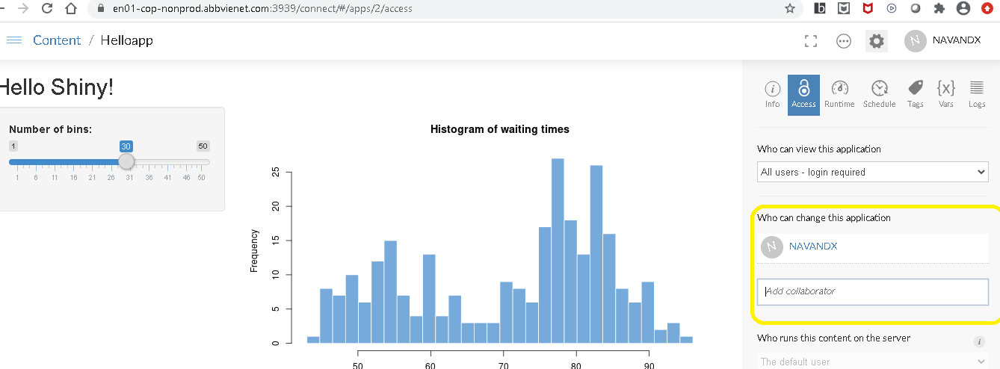 en01-cop-nonprod.abbvienet.com:3939/connect/#/apps/2/access
Content / Helloapp
N NAVANDX
Hello Shiny!
Number of bins:
1 30 50
1 6 11 16 21 26 31 36 41 46 50
Histogram of waiting times
Frequency
25
20
15
10
5
0
50 60 70 80 90
Info Access Runtime Schedule Tags Vars Logs
Who can view this application
All users - login required
Who can change this application
N NAVANDX
Add collaborator
Who runs this content on the server
The default user